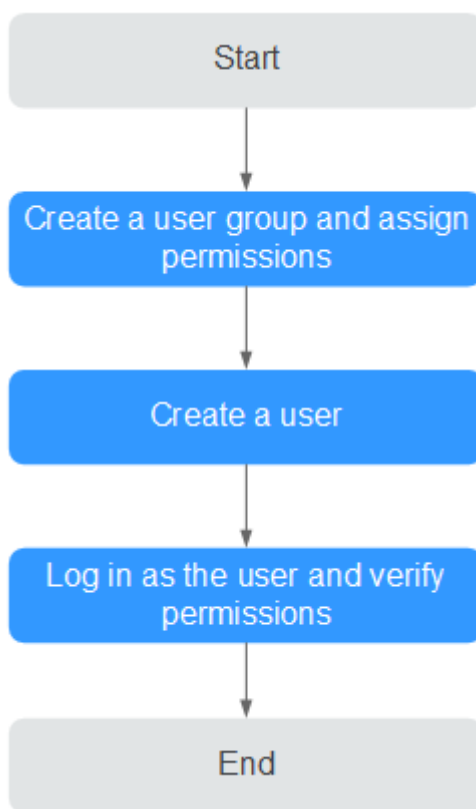 Start
Create a user group and assign
permissions
Create a user
Log in as the user and verify
permissions
End